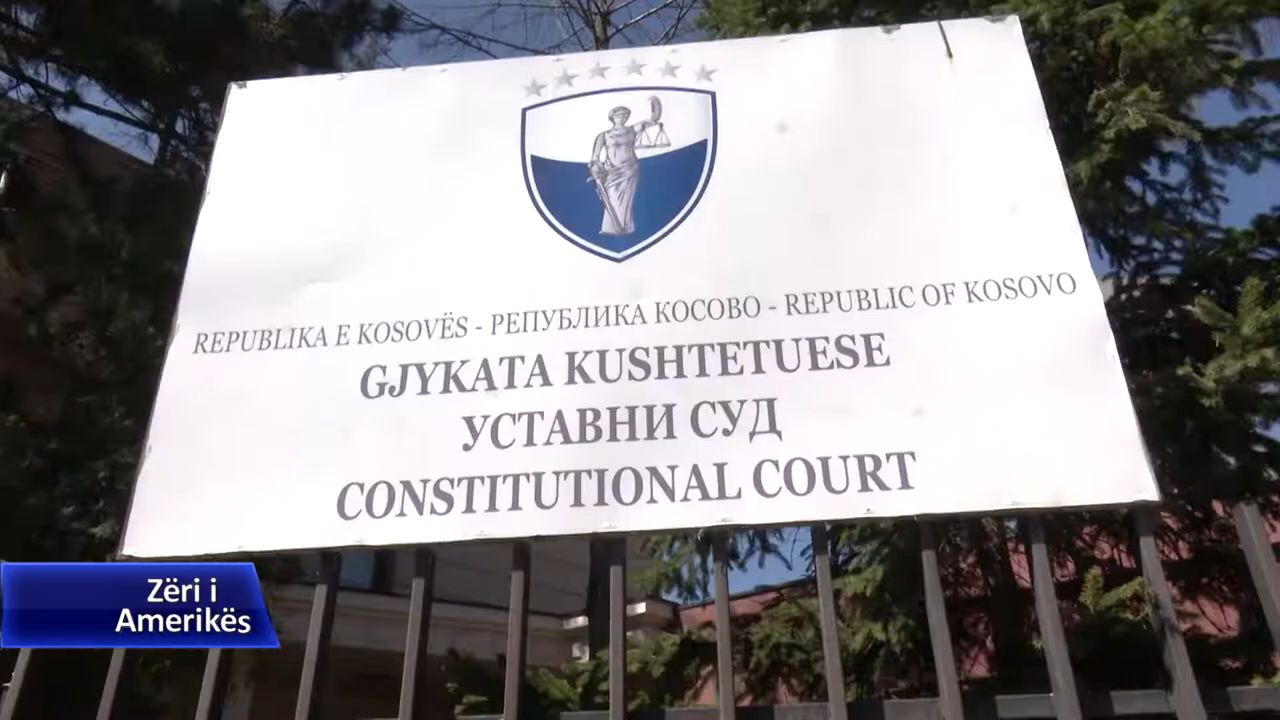 REPUBLIKA E KOSOVËS - РЕПУБЛИКА КОСОВО - REPUBLIC OF KOSOVO
GJYKATA KUSHTETUESE
УСТАВНИ СУД
CONSTITUTIONAL COURT
Zëri i
Amerikës